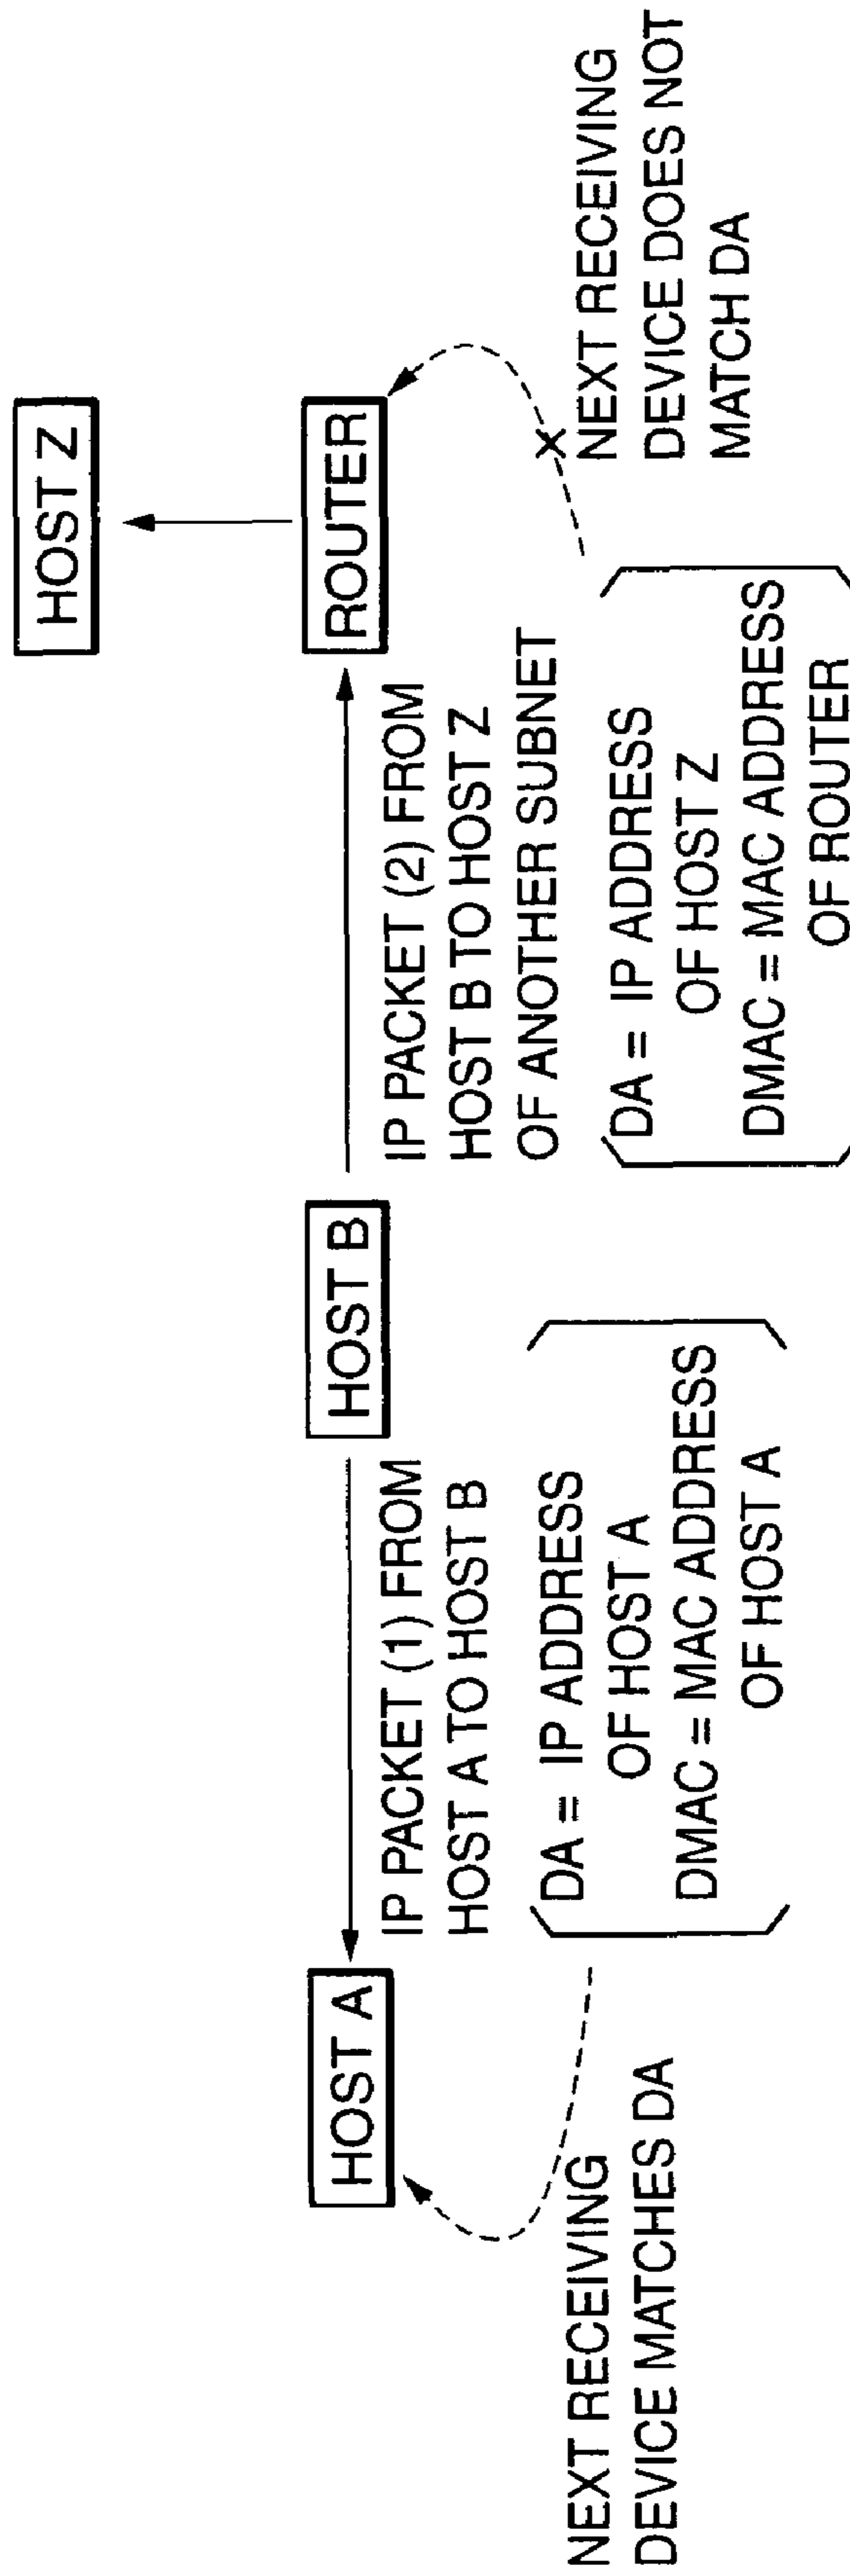 HOST Z
HOST A
HOST B
ROUTER
IP PACKET (1) FROM
HOST A TO HOST B
IP PACKET (2) FROM
HOST B TO HOST Z
OF ANOTHER SUBNET
DA = IP ADDRESS
OF HOST A
DMAC = MAC ADDRESS
OF HOST A
DA = IP ADDRESS
OF HOST Z
DMAC = MAC ADDRESS
OF ROUTER
NEXT RECEIVING
DEVICE MATCHES DA
NEXT RECEIVING
DEVICE DOES NOT
MATCH DA